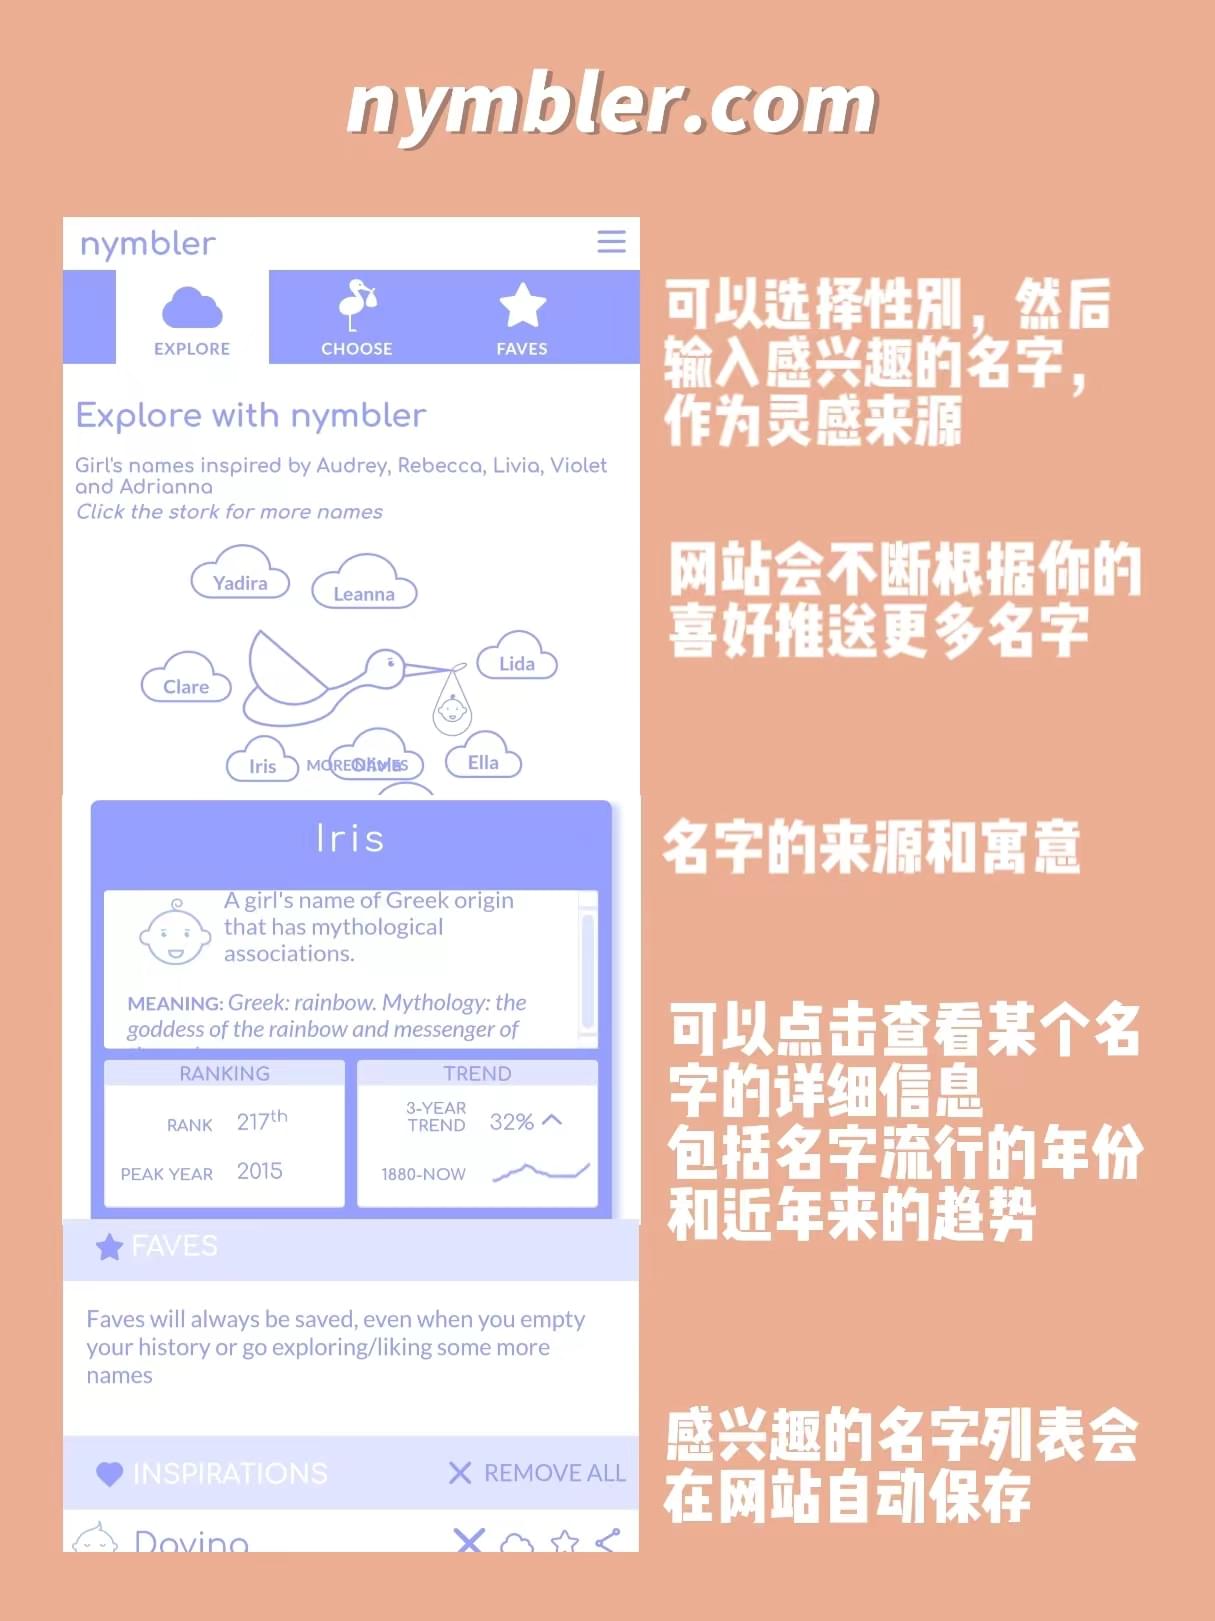 nymbler.com
nymbler
EXPLORE
CHOOSE
FAVES
Explore with nymbler
Girl's names inspired by Audrey, Rebecca, Livia, Violet
and Adrianna
Click the stork for more names
Yadira
Leanna
Clare
Lida
Iris
MORE NAMES
Olivia
Ella
Iris
A girl's name of Greek origin
that has mythological
associations.
MEANING: Greek: rainbow. Mythology: the
goddess of the rainbow and messenger of
RANKING
RANK 217th
PEAK YEAR 2015
TREND
3-YEAR
TREND 32%
1880-NOW
FAVES
Faves will always be saved, even when you empty
your history or go exploring/liking some more
names
INSPIRATIONS
REMOVE ALL
可以选择性别，然后
输入感兴趣的名字，
作为灵感来源
网站会不断根据你的
喜好推送更多名字
名字的来源和寓意
可以点击查看某个名
字的详细信息
包括名字流行的年份
和近年来的趋势
感兴趣的名字列表会
在网站自动保存